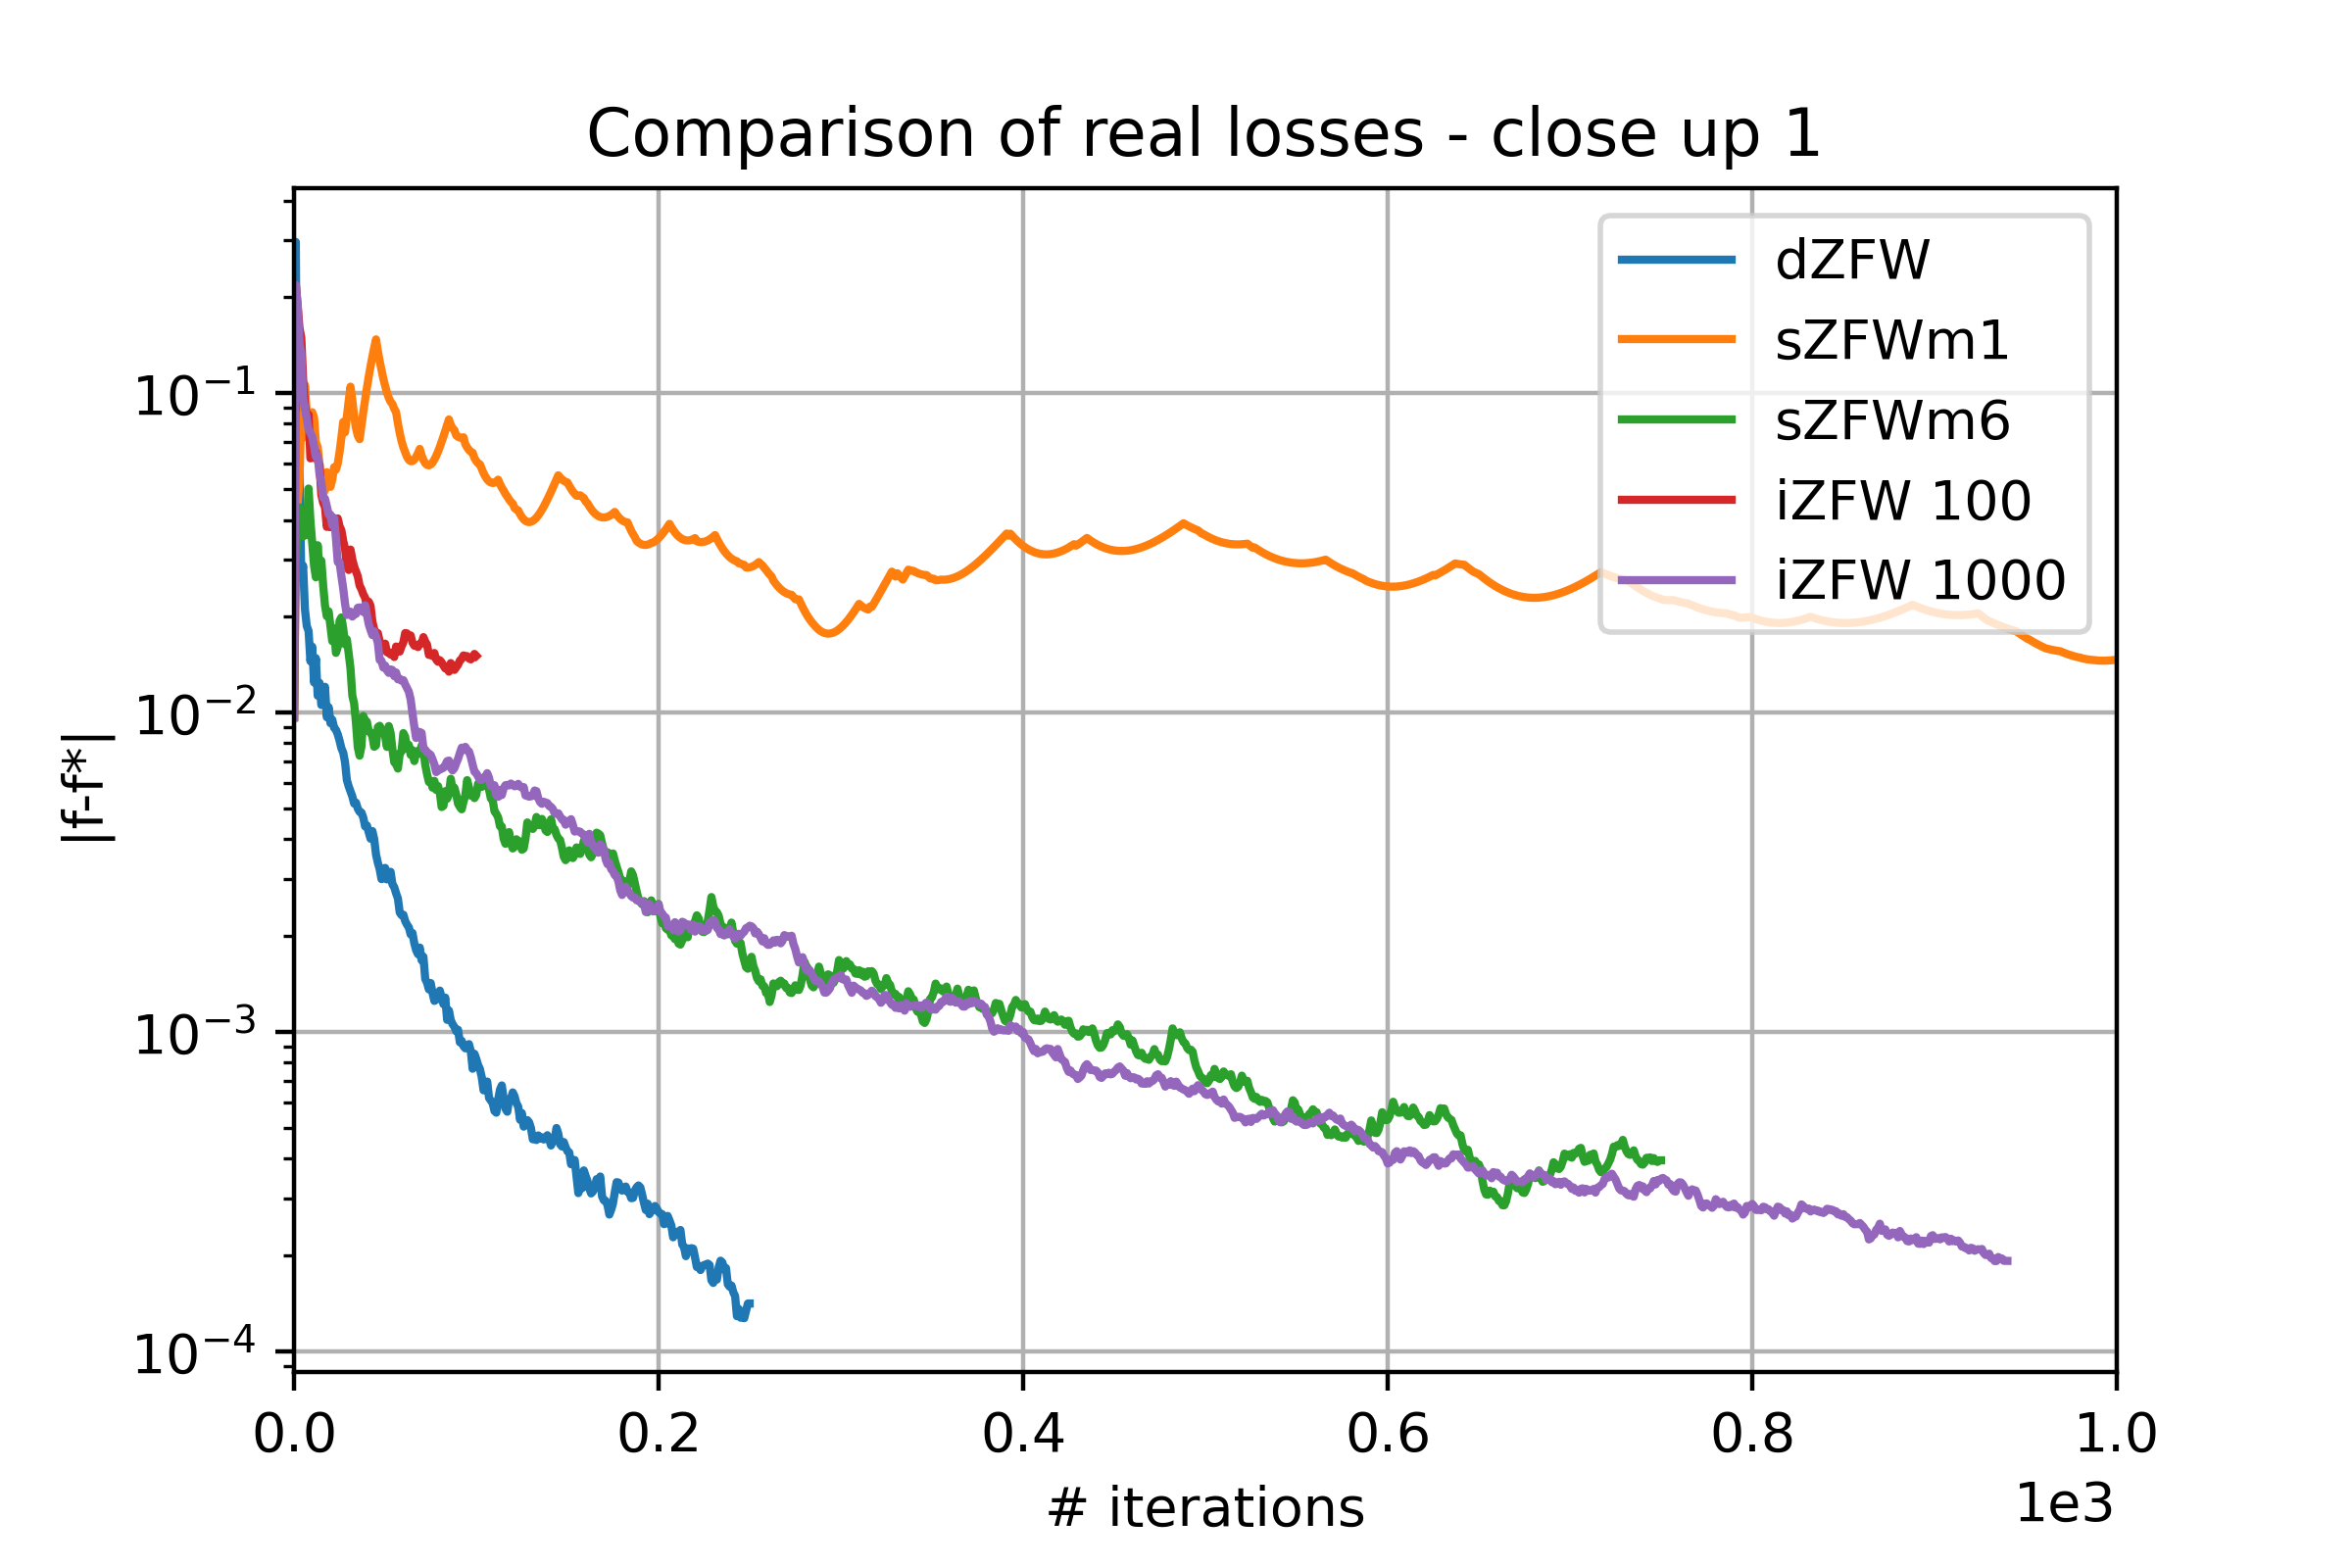 Comparison of real losses - close up 1
dZFW
sZFWm1
sZFWm6
iZFW 100
iZFW 1000
|f-f*|
10⁻¹
10⁻²
10⁻³
10⁻⁴
0.0 0.2 0.4 0.6 0.8 1.0
1e3
# iterations